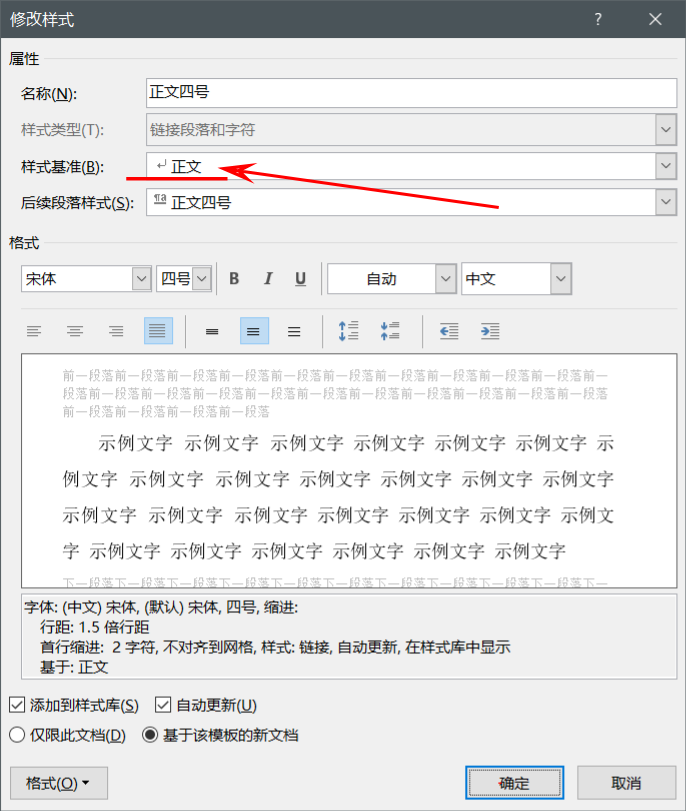 修改样式
?
属性
名称(N): 正文四号
样式类型(T): 链接段落和字符
样式基准(B): 正文
后续段落样式(S): 正文四号
格式
宋体 四号 B I U 自动 中文
前一段落前一段落前一段落前一段落前一段落前一段落前一段落前一段落前一段落前一段落前一
段落前一段落前一段落前一段落前一段落前一段落前一段落前一段落前一段落前一段落前一段落
前一段落前一段落前一段落前一段落
示例文字 示例文字 示例文字 示例文字 示例文字 示例文字 示
例文字 示例文字 示例文字 示例文字 示例文字 示例文字 示例文字
示例文字 示例文字 示例文字 示例文字 示例文字 示例文字 示例文
字 示例文字 示例文字 示例文字 示例文字 示例文字 示例文字
下一段落下一段落下一段落下一段落下一段落下一段落下一段落下一段落下一段落下一段落下一
字体: (中文) 宋体, (默认) 宋体, 四号, 缩进:
行距: 1.5 倍行距
首行缩进: 2 字符, 不对齐到网格, 样式: 链接, 自动更新, 在样式库中显示
基于: 正文
添加到样式库(S) 自动更新(U)
仅限此文档(D) 基于该模板的新文档
格式(O) 确定 取消